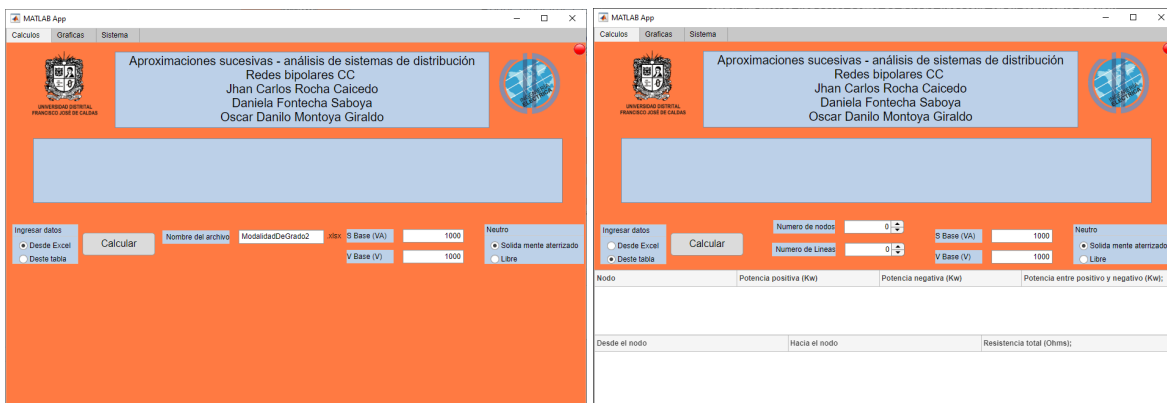 MATLAB App
Calculos Graficas Sistema
Aproximaciones sucesivas - análisis de sistemas de distribución
Redes bipolares CC
Jhan Carlos Rocha Caicedo
Daniela Fontecha Saboya
Oscar Danilo Montoya Giraldo
UNIVERSIDAD DISTRITAL
FRANCISCO JOSÉ DE CALDAS
Ingresar datos
Desde Excel
Deste tabla
Calcular
Nombre del archivo ModalidadDeGrado2 .xlsx
S Base (VA) 1000
V Base (V) 1000
Neutro
Solida mente aterrizado
Libre
MATLAB App
Calculos Graficas Sistema
Aproximaciones sucesivas - análisis de sistemas de distribución
Redes bipolares CC
Jhan Carlos Rocha Caicedo
Daniela Fontecha Saboya
Oscar Danilo Montoya Giraldo
UNIVERSIDAD DISTRITAL
FRANCISCO JOSÉ DE CALDAS
Ingresar datos
Desde Excel
Deste tabla
Calcular
Numero de nodos 0
Numero de Lineas 0
S Base (VA) 1000
V Base (V) 1000
Neutro
Solida mente aterrizado
Libre
Nodo Potencia positiva (Kw) Potencia negativa (Kw) Potencia entre positivo y negativo (Kw);
Desde el nodo Hacia el nodo Resistencia total (Ohms);